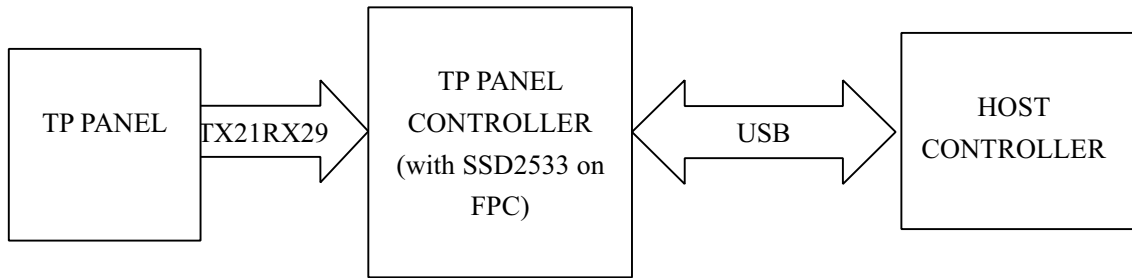 TP PANEL
TX21RX29
TP PANEL
CONTROLLER
(with SSD2533 on
FPC)
USB
HOST
CONTROLLER